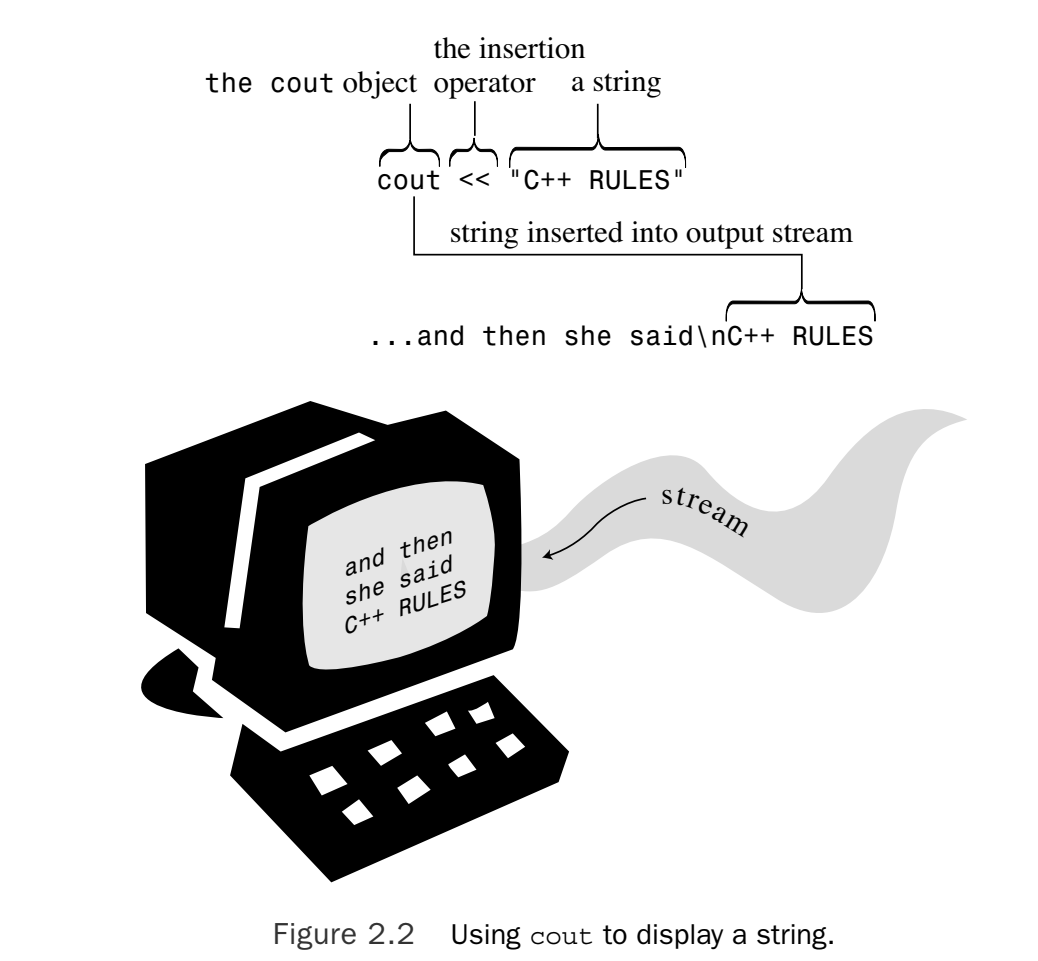 the insertion
the cout object operator a string
cout << "C++ RULES"
string inserted into output stream
...and then she said\nC++ RULES
stream
and then
she said
C++ RULES
Figure 2.2 Using cout to display a string.